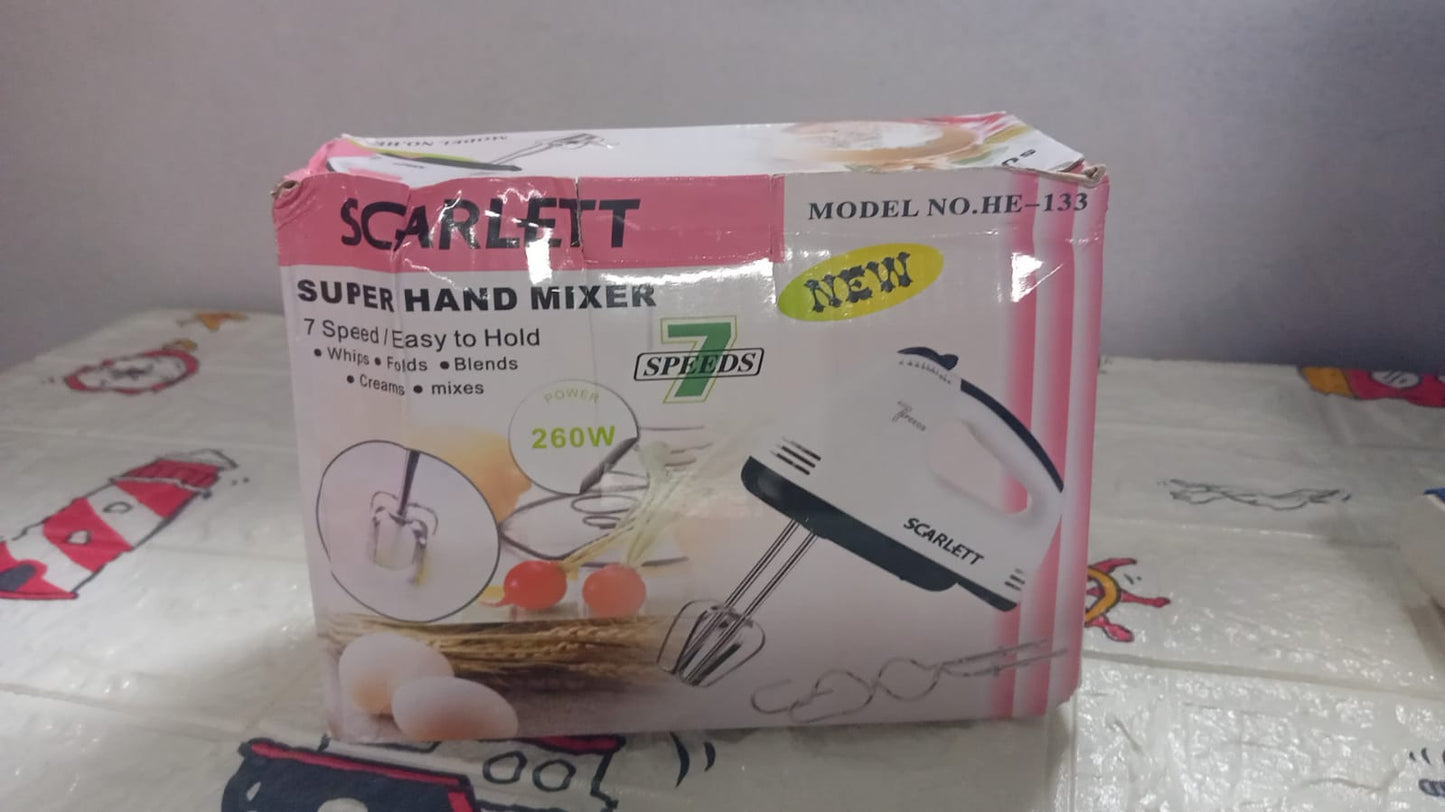 SCARLETT
MODEL NO.HE-133
SUPER HAND MIXER
NEW
7 Speed / Easy to Hold
• Whips • Folds • Blends
• Creams • mixes
7
SPEEDS
POWER
260W
SCARLETT